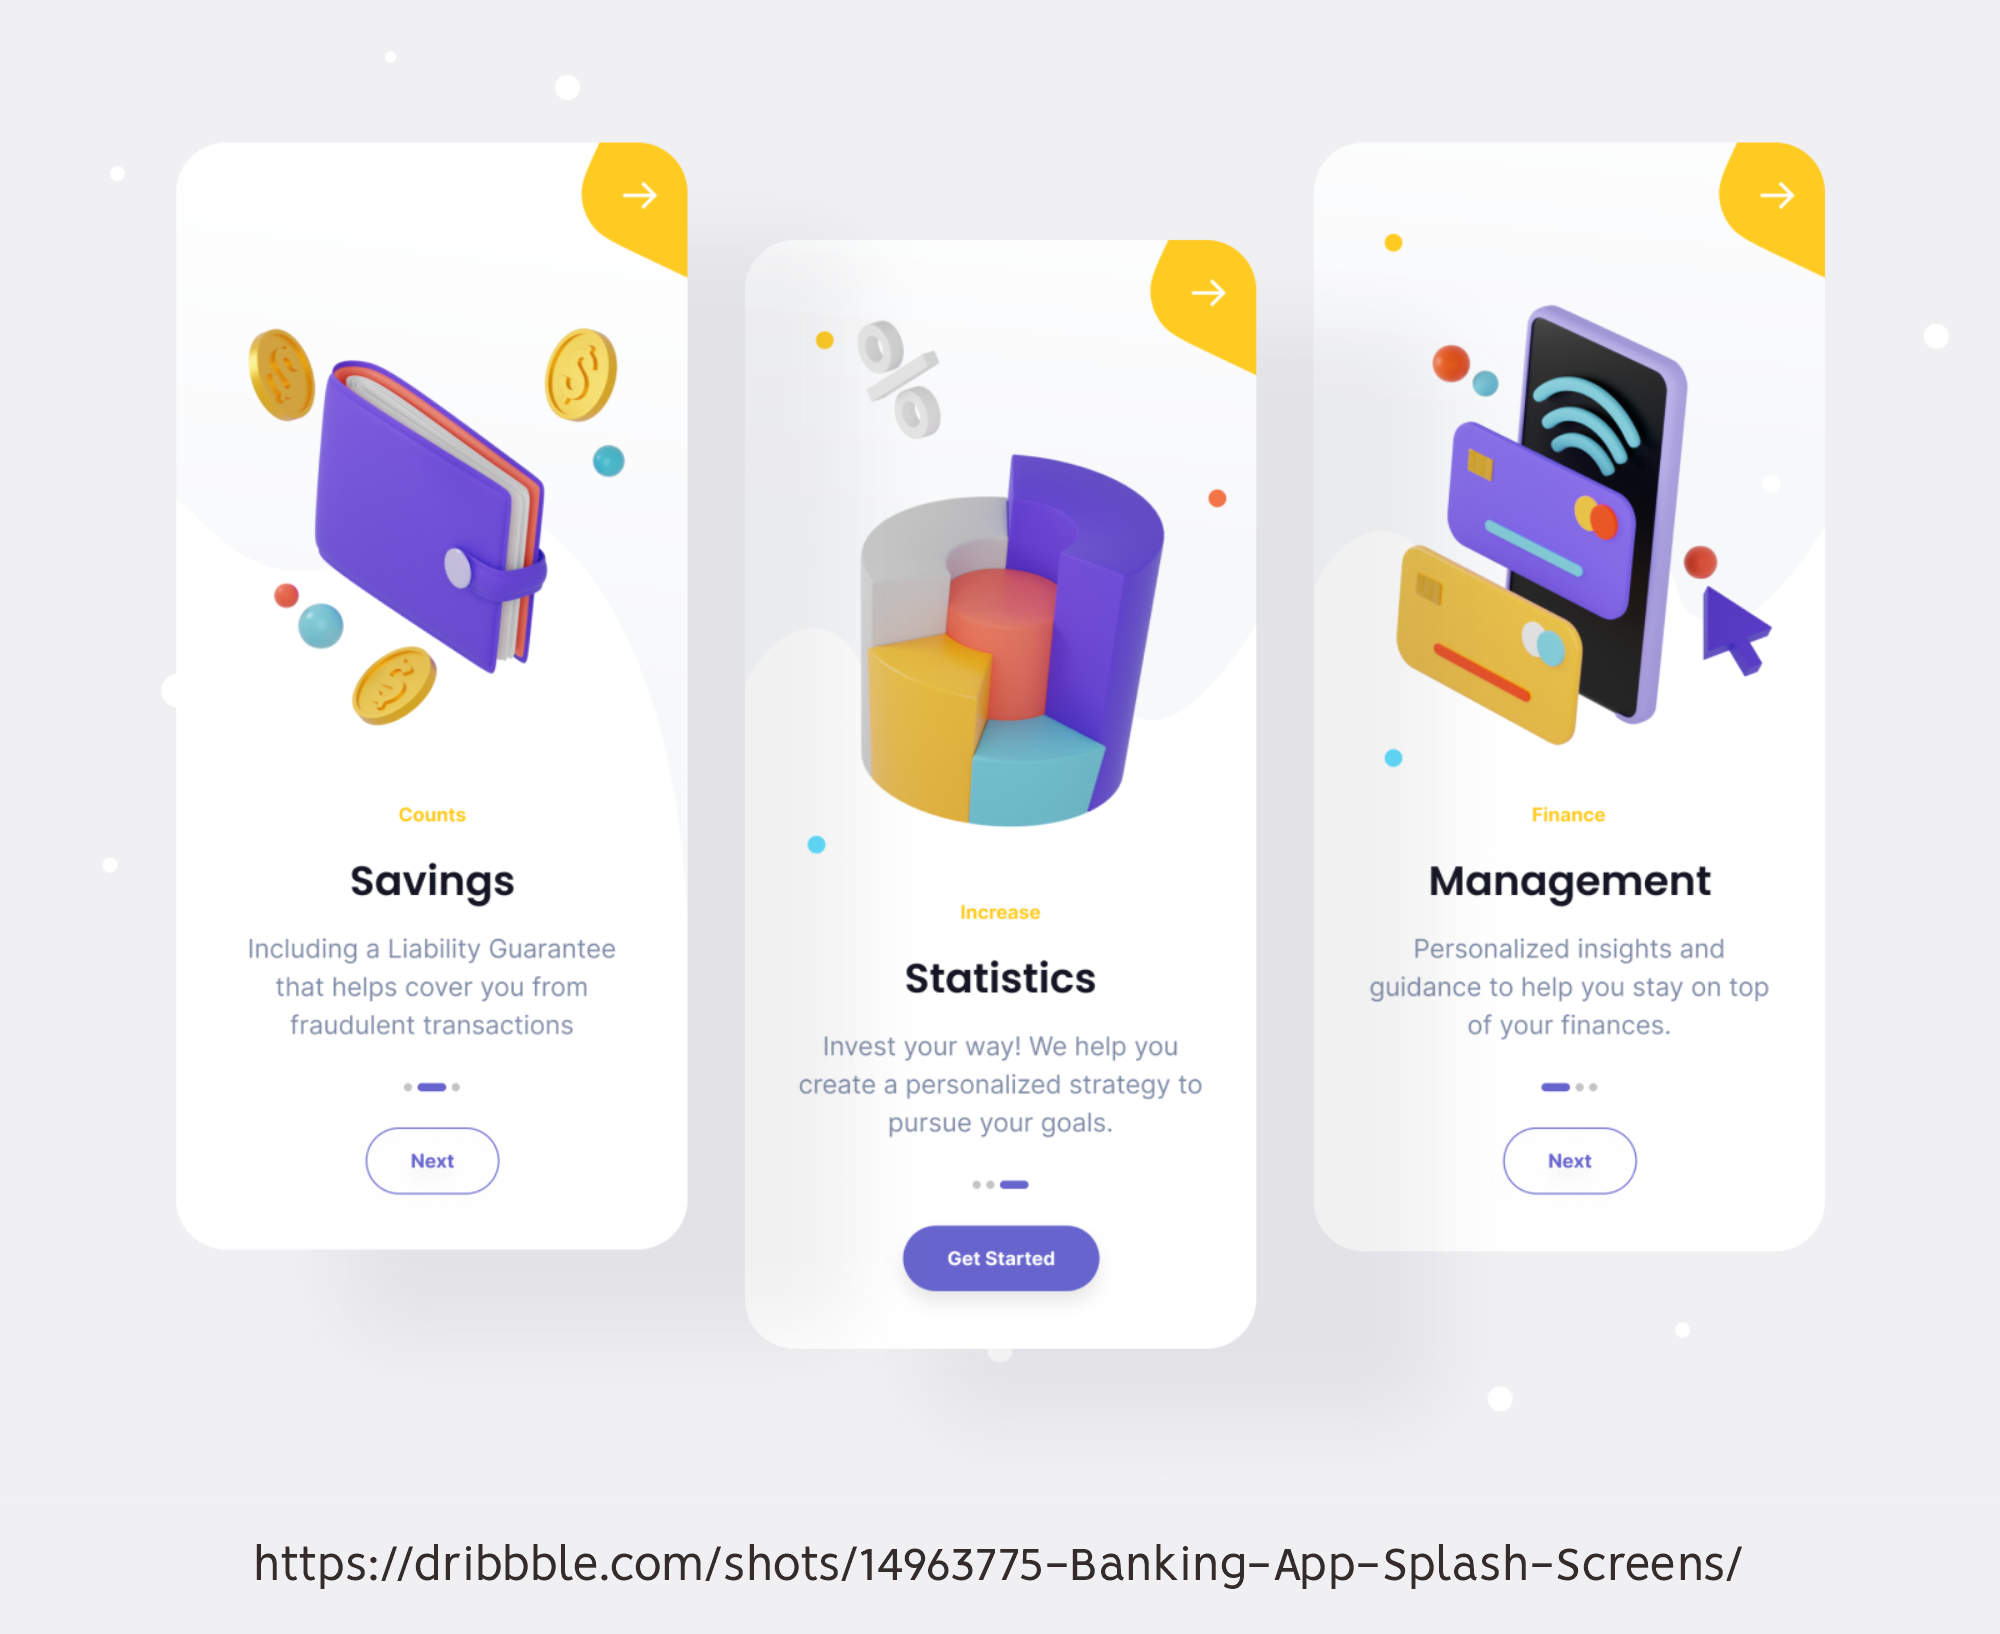 Counts
Savings
Including a Liability Guarantee
that helps cover you from
fraudulent transactions
Next
%
Increase
Statistics
Invest your way! We help you
create a personalized strategy to
pursue your goals.
Get Started
Finance
Management
Personalized insights and
guidance to help you stay on top
of your finances.
Next
https://dribbble.com/shots/14963775-Banking-App-Splash-Screens/